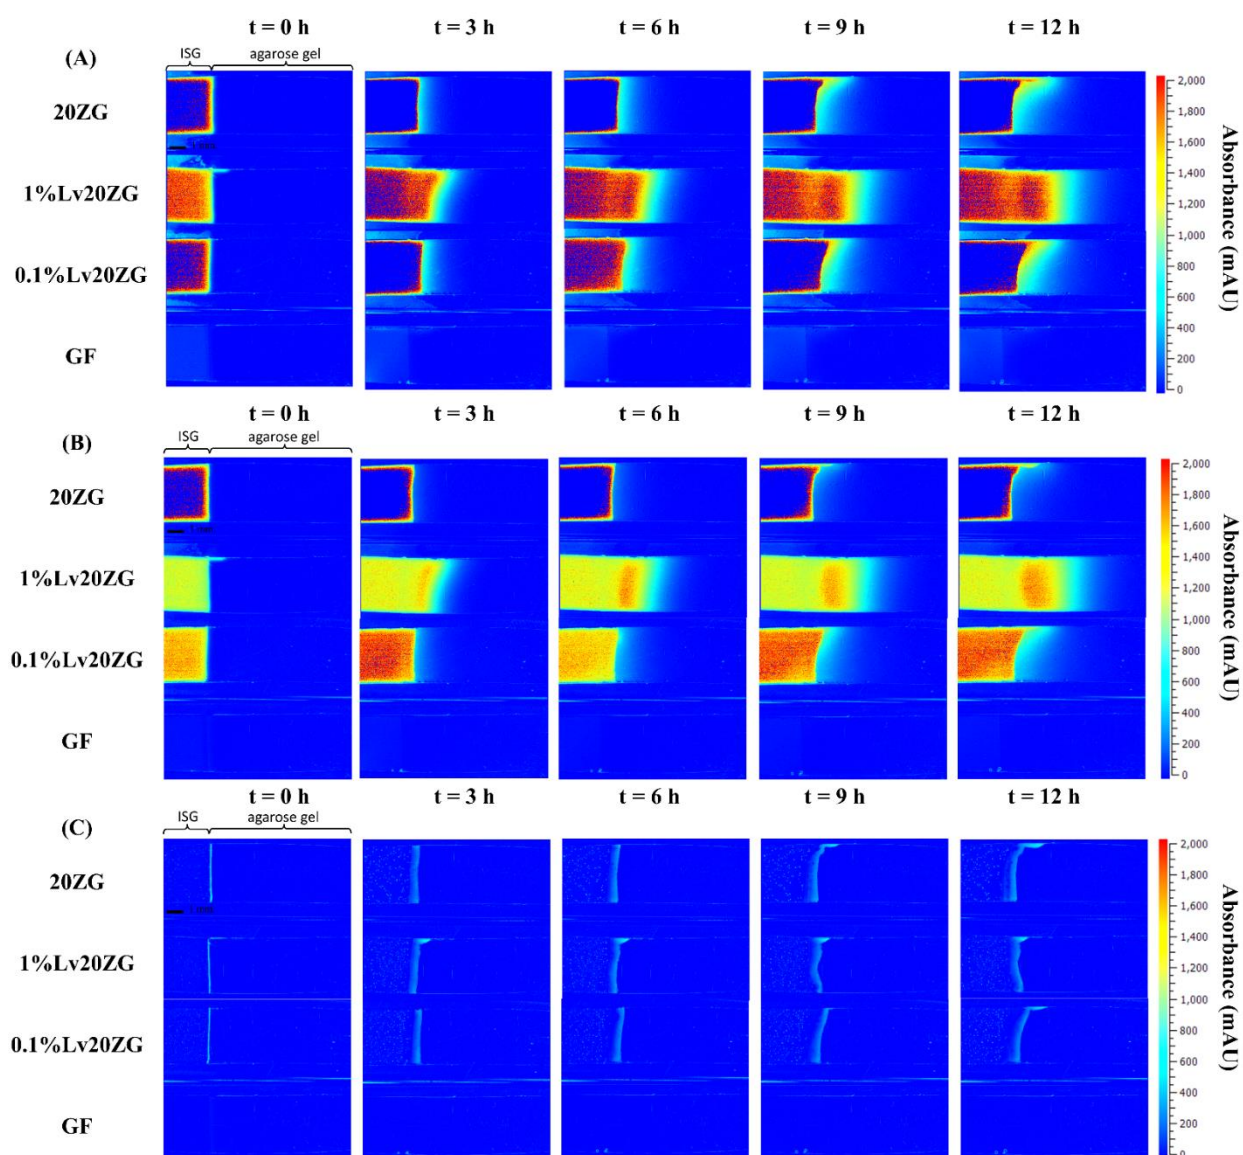 t = 0 h t = 3 h t = 6 h t = 9 h t = 12 h
(A)
ISG agarose gel
20ZG
1%Lv20ZG
0.1%Lv20ZG
GF
2,000
1,800
1,600
1,400
1,200
1,000
800
600
400
200
0
Absorbance (mAU)
t = 0 h t = 3 h t = 6 h t = 9 h t = 12 h
(B)
ISG agarose gel
20ZG
1%Lv20ZG
0.1%Lv20ZG
GF
2,000
1,800
1,600
1,400
1,200
1,000
800
600
400
200
0
Absorbance (mAU)
t = 0 h t = 3 h t = 6 h t = 9 h t = 12 h
(C)
ISG agarose gel
20ZG
1%Lv20ZG
0.1%Lv20ZG
GF
2,000
1,800
1,600
1,400
1,200
1,000
800
600
400
200
0
Absorbance (mAU)